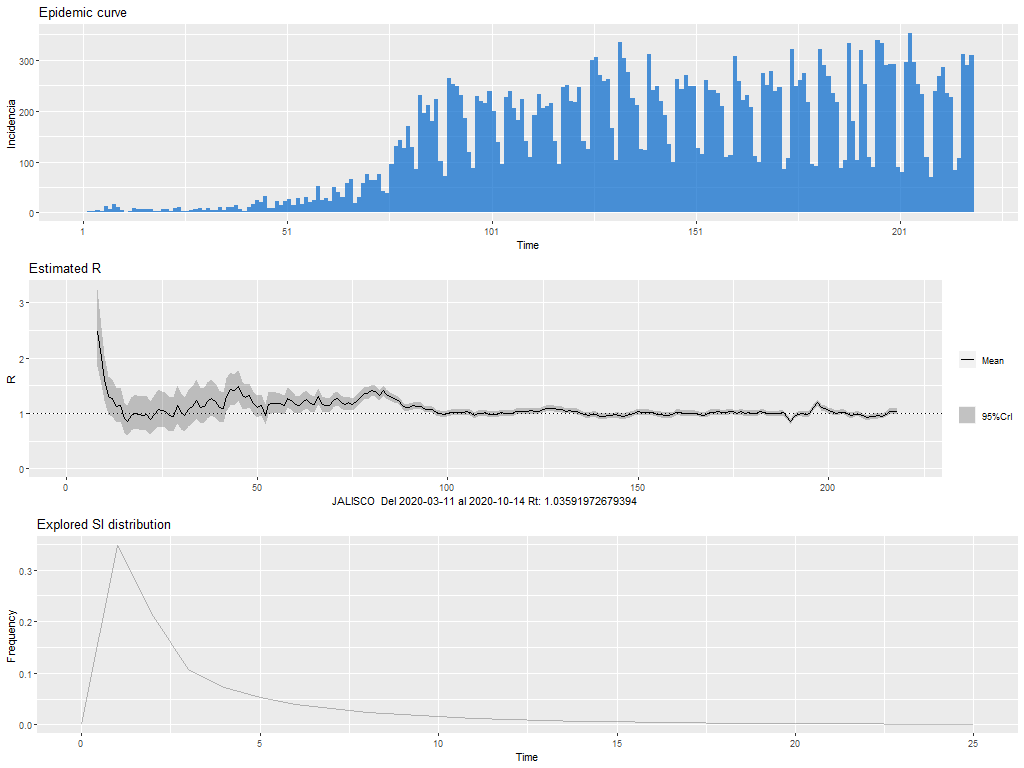 Epidemic curve
Incidencia
300
200
100
0
1
51
101
151
201
Time
Estimated R
R
3
2
1
0
Mean
95%CrI
0
50
100
150
200
JALISCO Del 2020-03-11 al 2020-10-14 Rt: 1.03591972679394
Explored SI distribution
Frequency
0.3
0.2
0.1
0.0
0
5
10
15
20
25
Time